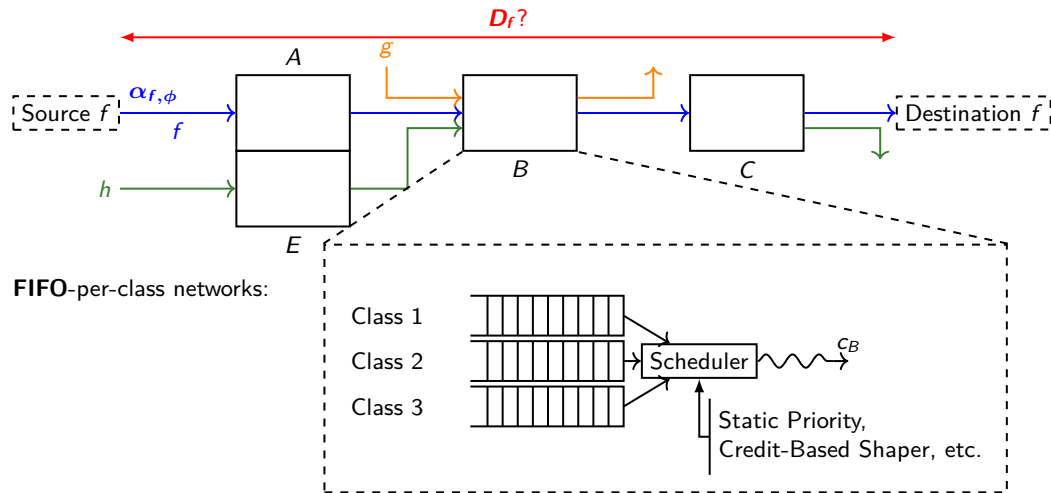 D_f?
A
g
α_{f,ϕ}
Source f
f
Destination f
B
C
h
E
FIFO-per-class networks:
Class 1
Class 2
Class 3
Scheduler
c_B
Static Priority,
Credit-Based Shaper, etc.